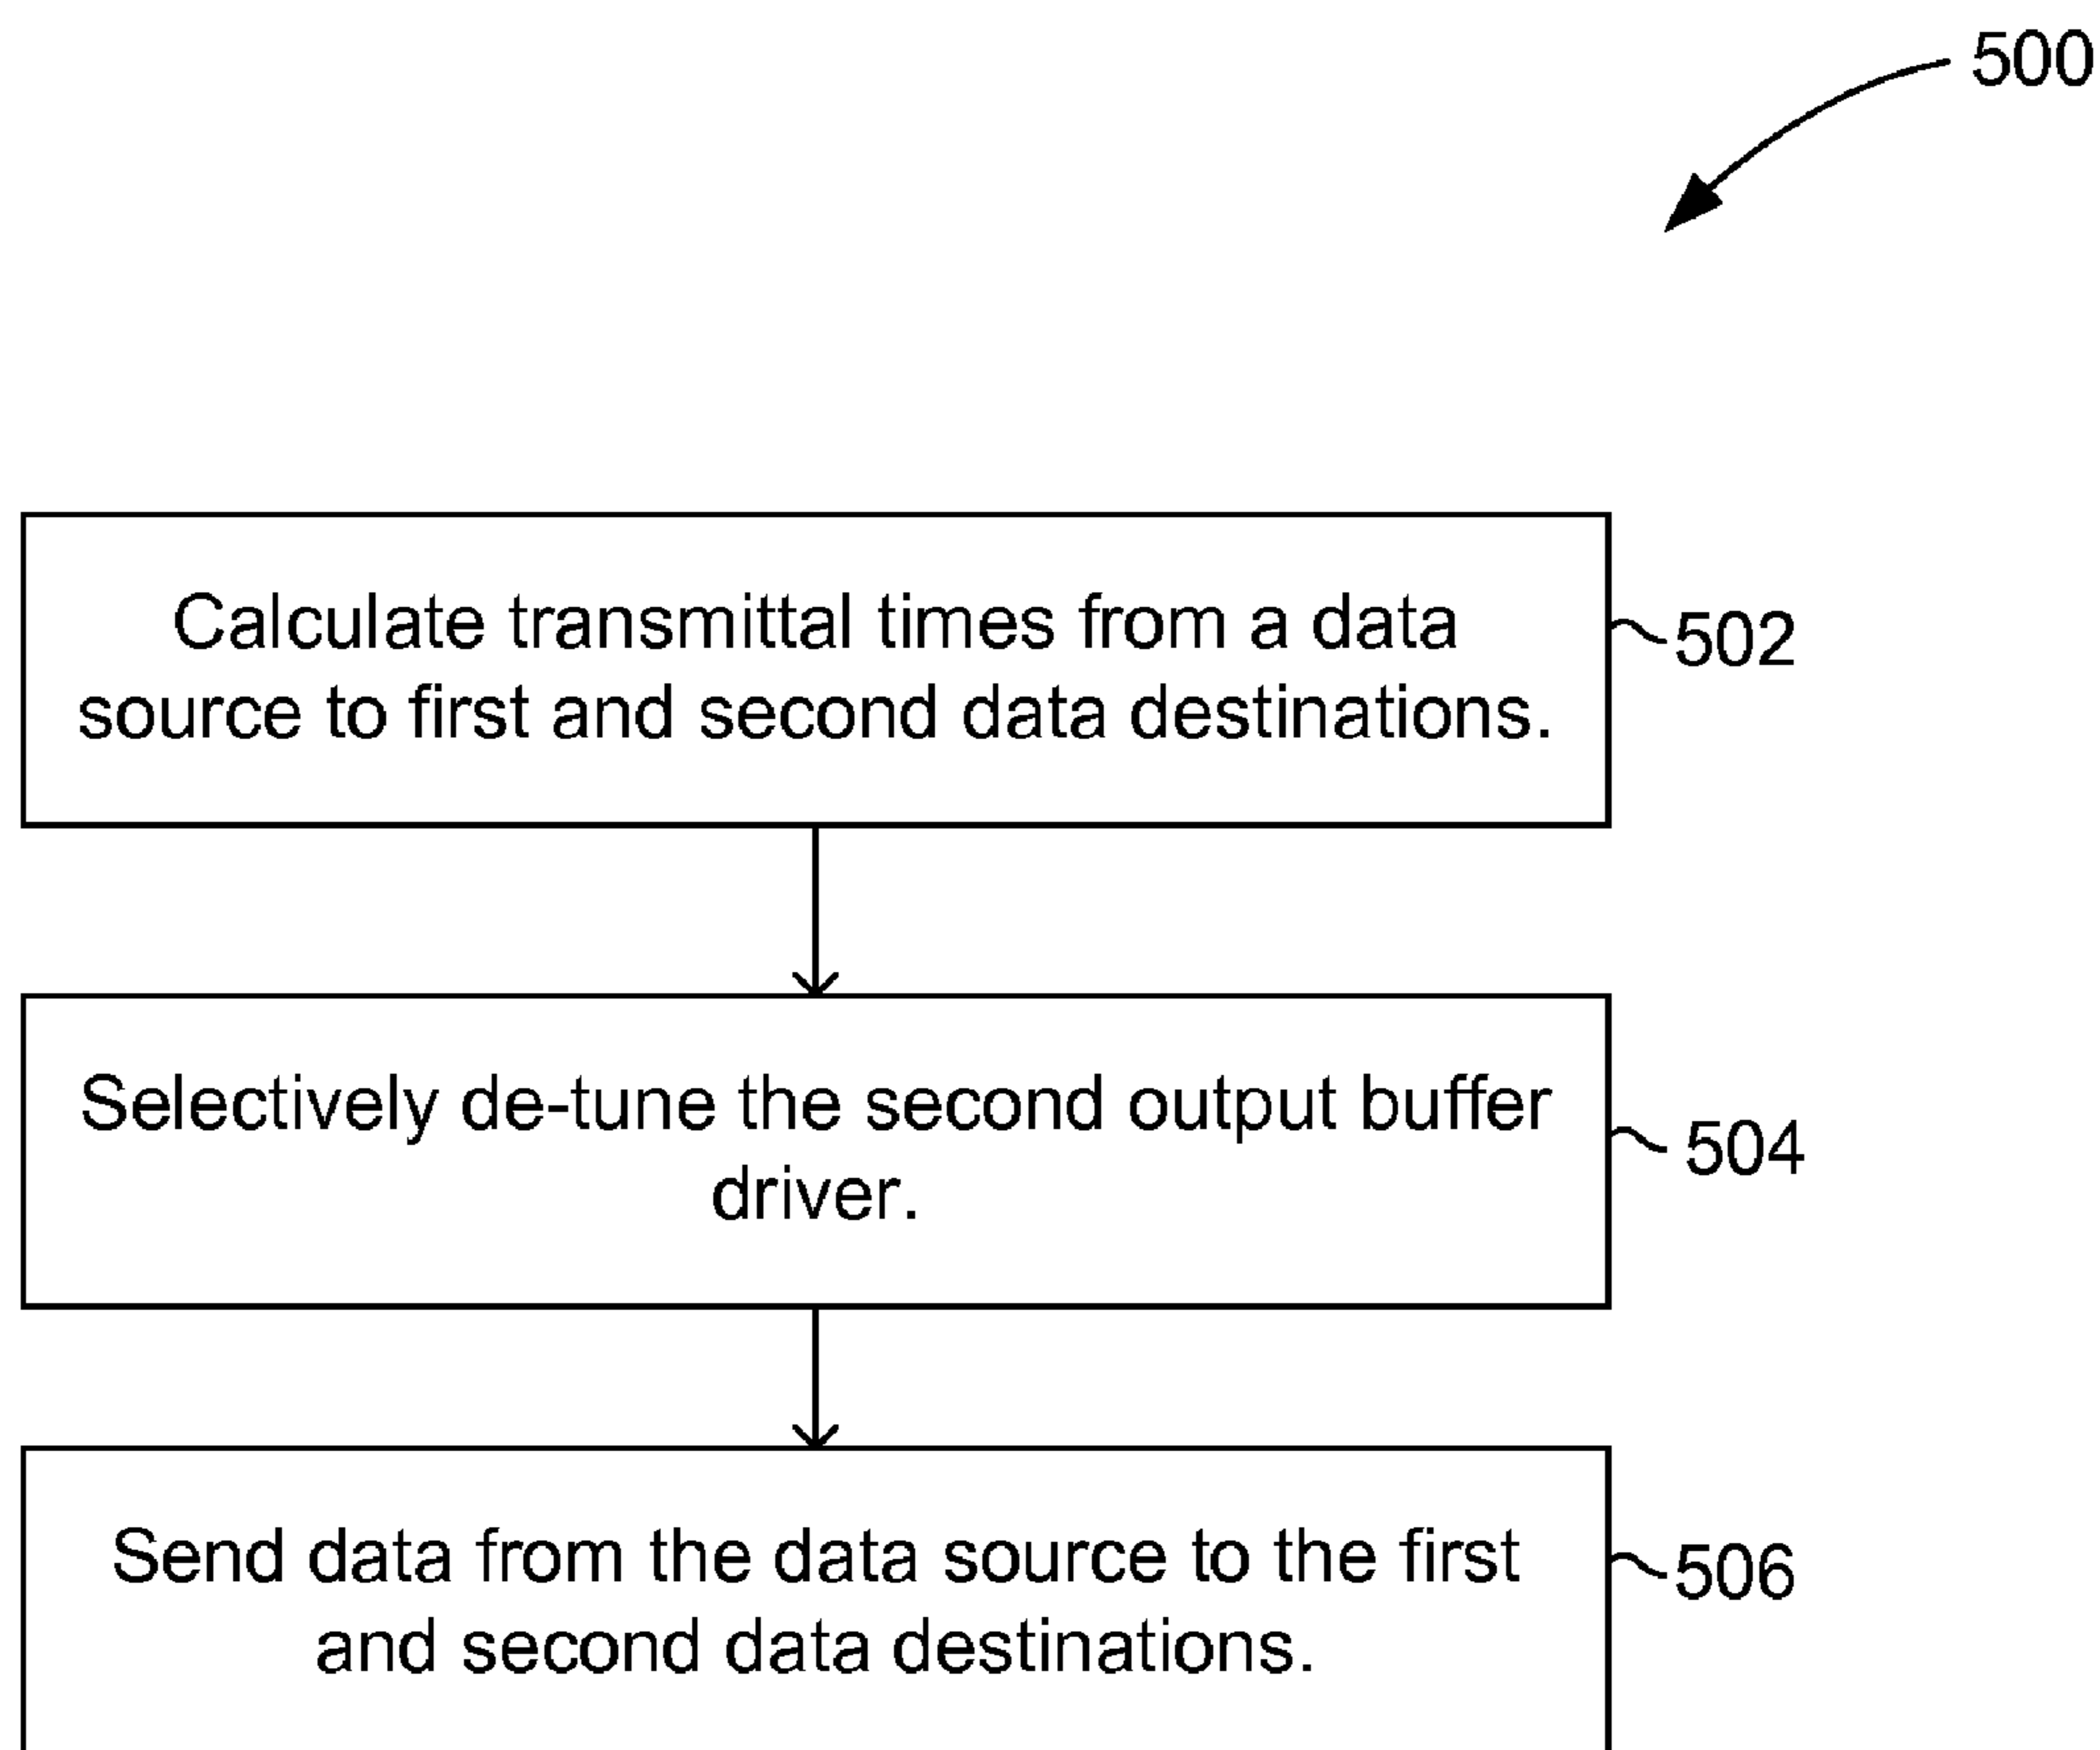 500
Calculate transmittal times from a data
source to first and second data destinations.
502
Selectively de-tune the second output buffer
driver.
504
Send data from the data source to the first
and second data destinations.
506